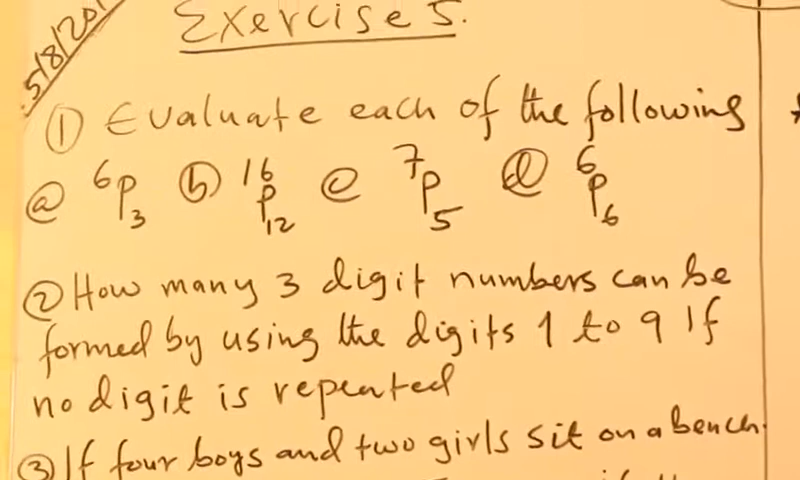 5/8/201
Exercise 5.
① Evaluate each of the following
ⓐ ⁶P₃ ⓑ ¹⁶P₁₂ ⓒ ⁷P₅ ⓓ ⁶P₆
② How many 3 digit numbers can be
formed by using the digits 1 to 9 If
no digit is repeated
③ If four boys and two girls sit on a bench